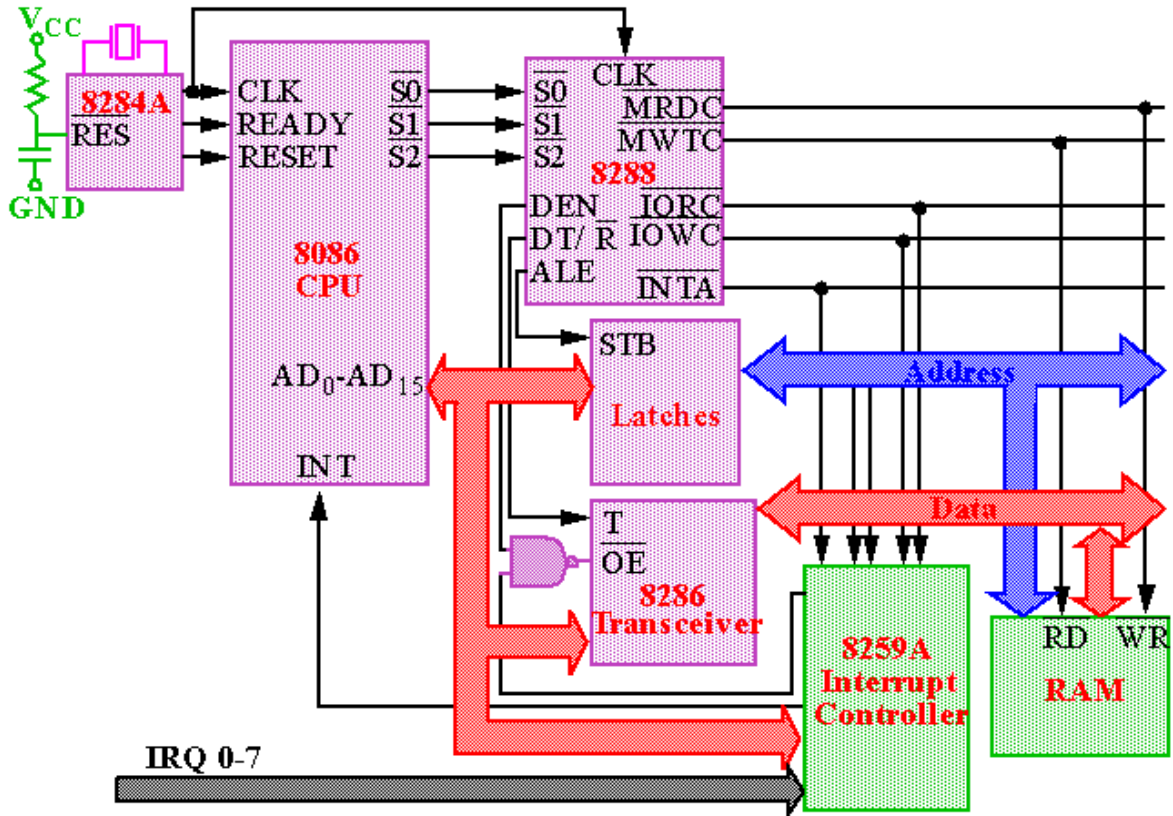 VCC
8284A
RES
GND
CLK
READY
RESET
S0
S1
S2
8086
CPU
AD0-AD15
INT
CLK
S0
S1
S2
8288
DEN
DT/ R
ALE
MRDC
MWTC
IORC
IOWC
INTA
STB
Latches
Address
T
OE
8286
Transceiver
Data
8259A
Interrupt
Controller
RD WR
RAM
IRQ 0-7